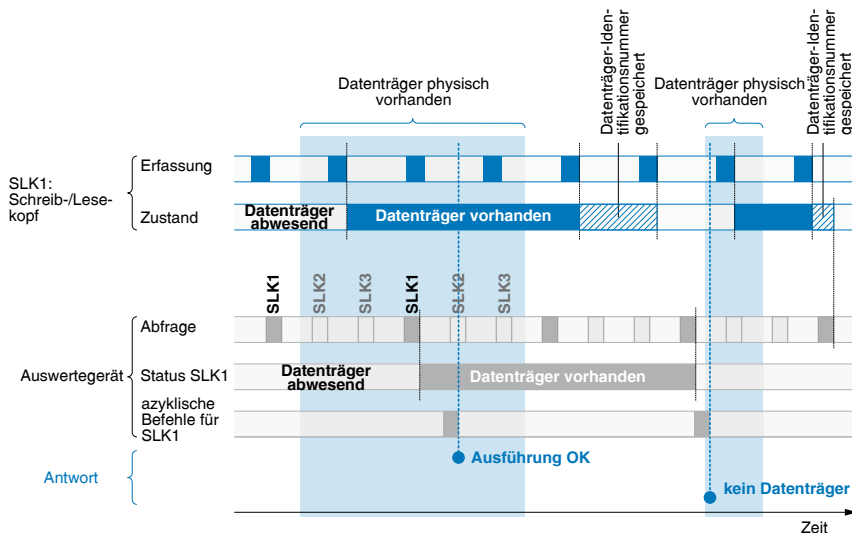 Datenträger-Iden-
tifikationsnummer
gespeichert
Datenträger-Iden-
tifikationsnummer
gespeichert
Datenträger physisch
vorhanden
Datenträger physisch
vorhanden
SLK1:
Schreib-/Lese-
kopf
Erfassung
Zustand
Datenträger
abwesend
Datenträger vorhanden
SLK1
SLK2
SLK3
SLK1
SLK2
SLK3
Auswertegerät
Abfrage
Status SLK1
Datenträger
abwesend
Datenträger vorhanden
azyklische
Befehle für
SLK1
Antwort
Ausführung OK
kein Datenträger
Zeit